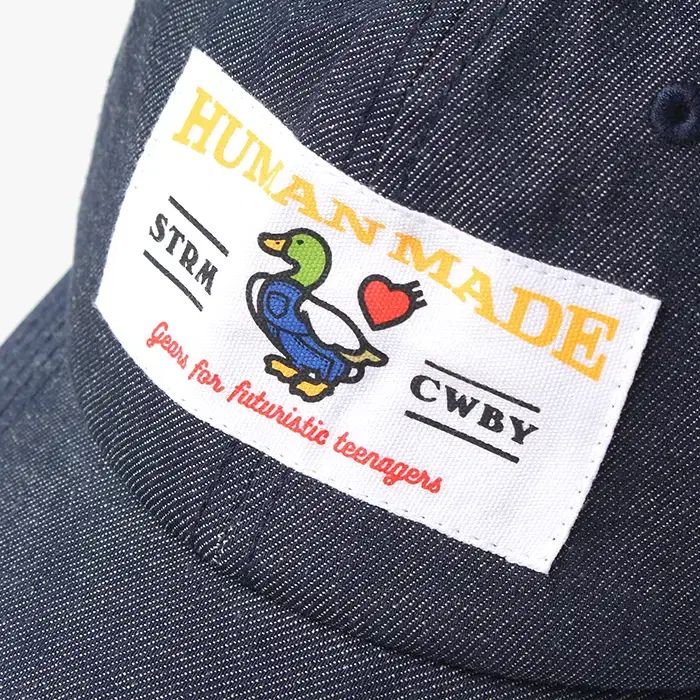 HUMAN MADE
STRM
CWBY
Gears for futuristic teenagers